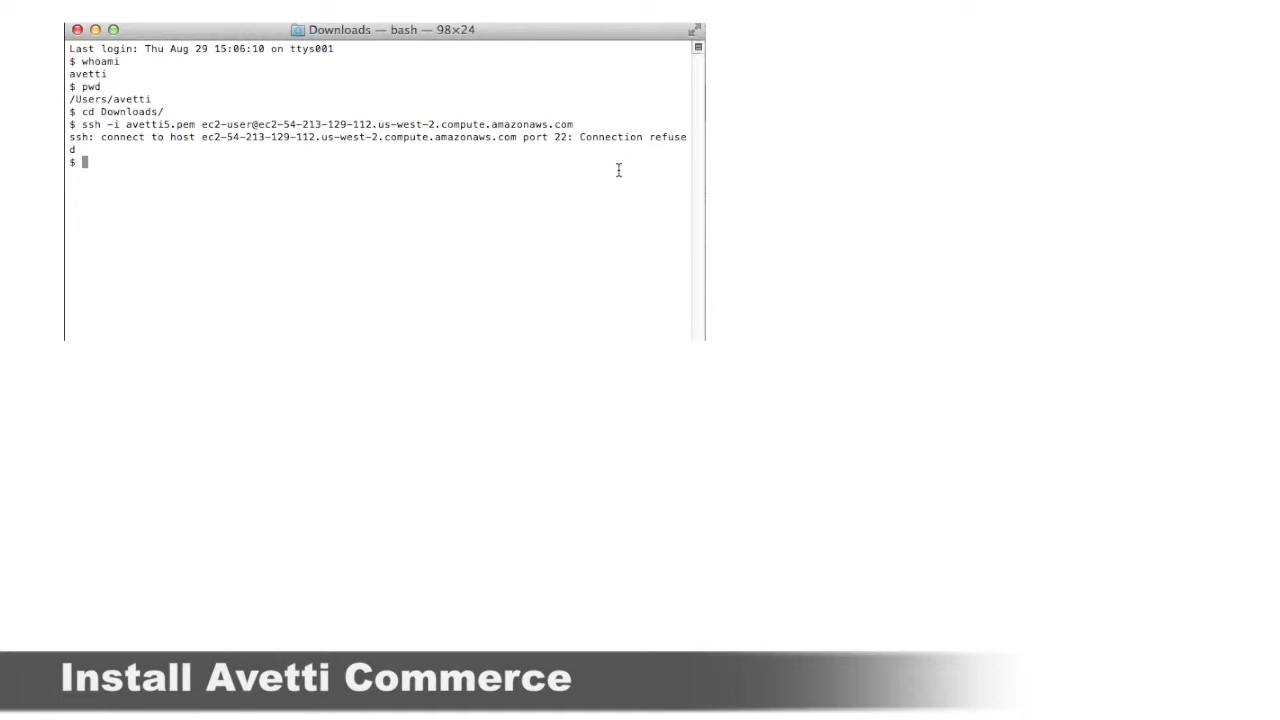 Downloads — bash — 98×24
Last login: Thu Aug 29 15:06:10 on ttys001
$ whoami
avetti
$ pwd
/Users/avetti
$ cd Downloads/
$ ssh -i avetti5.pem ec2-user@ec2-54-213-129-112.us-west-2.compute.amazonaws.com
ssh: connect to host ec2-54-213-129-112.us-west-2.compute.amazonaws.com port 22: Connection refuse
d
$
Install Avetti Commerce